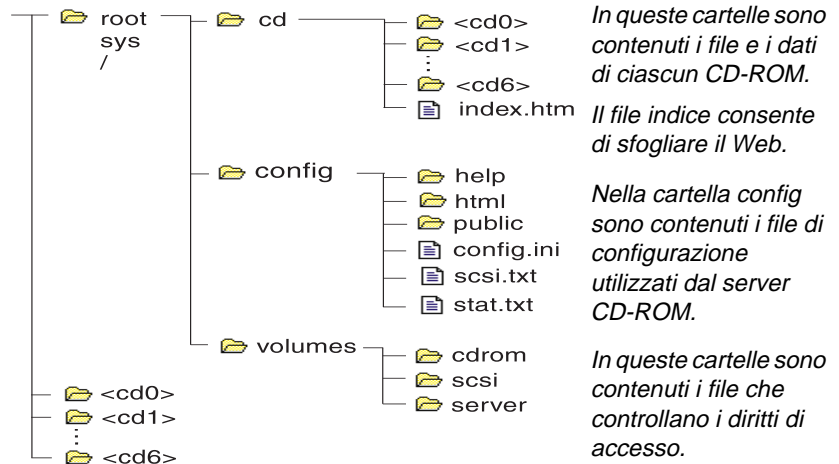 root
sys
/
cd
<cd0>
<cd1>
<cd6>
index.htm
In queste cartelle sono
contenuti i file e i dati
di ciascun CD-ROM.
Il file indice consente
di sfogliare il Web.
config
help
html
public
config.ini
scsi.txt
stat.txt
Nella cartella config
sono contenuti i file di
configurazione
utilizzati dal server
CD-ROM.
volumes
cdrom
scsi
server
In queste cartelle sono
contenuti i file che
controllano i diritti di
accesso.
<cd0>
<cd1>
<cd6>